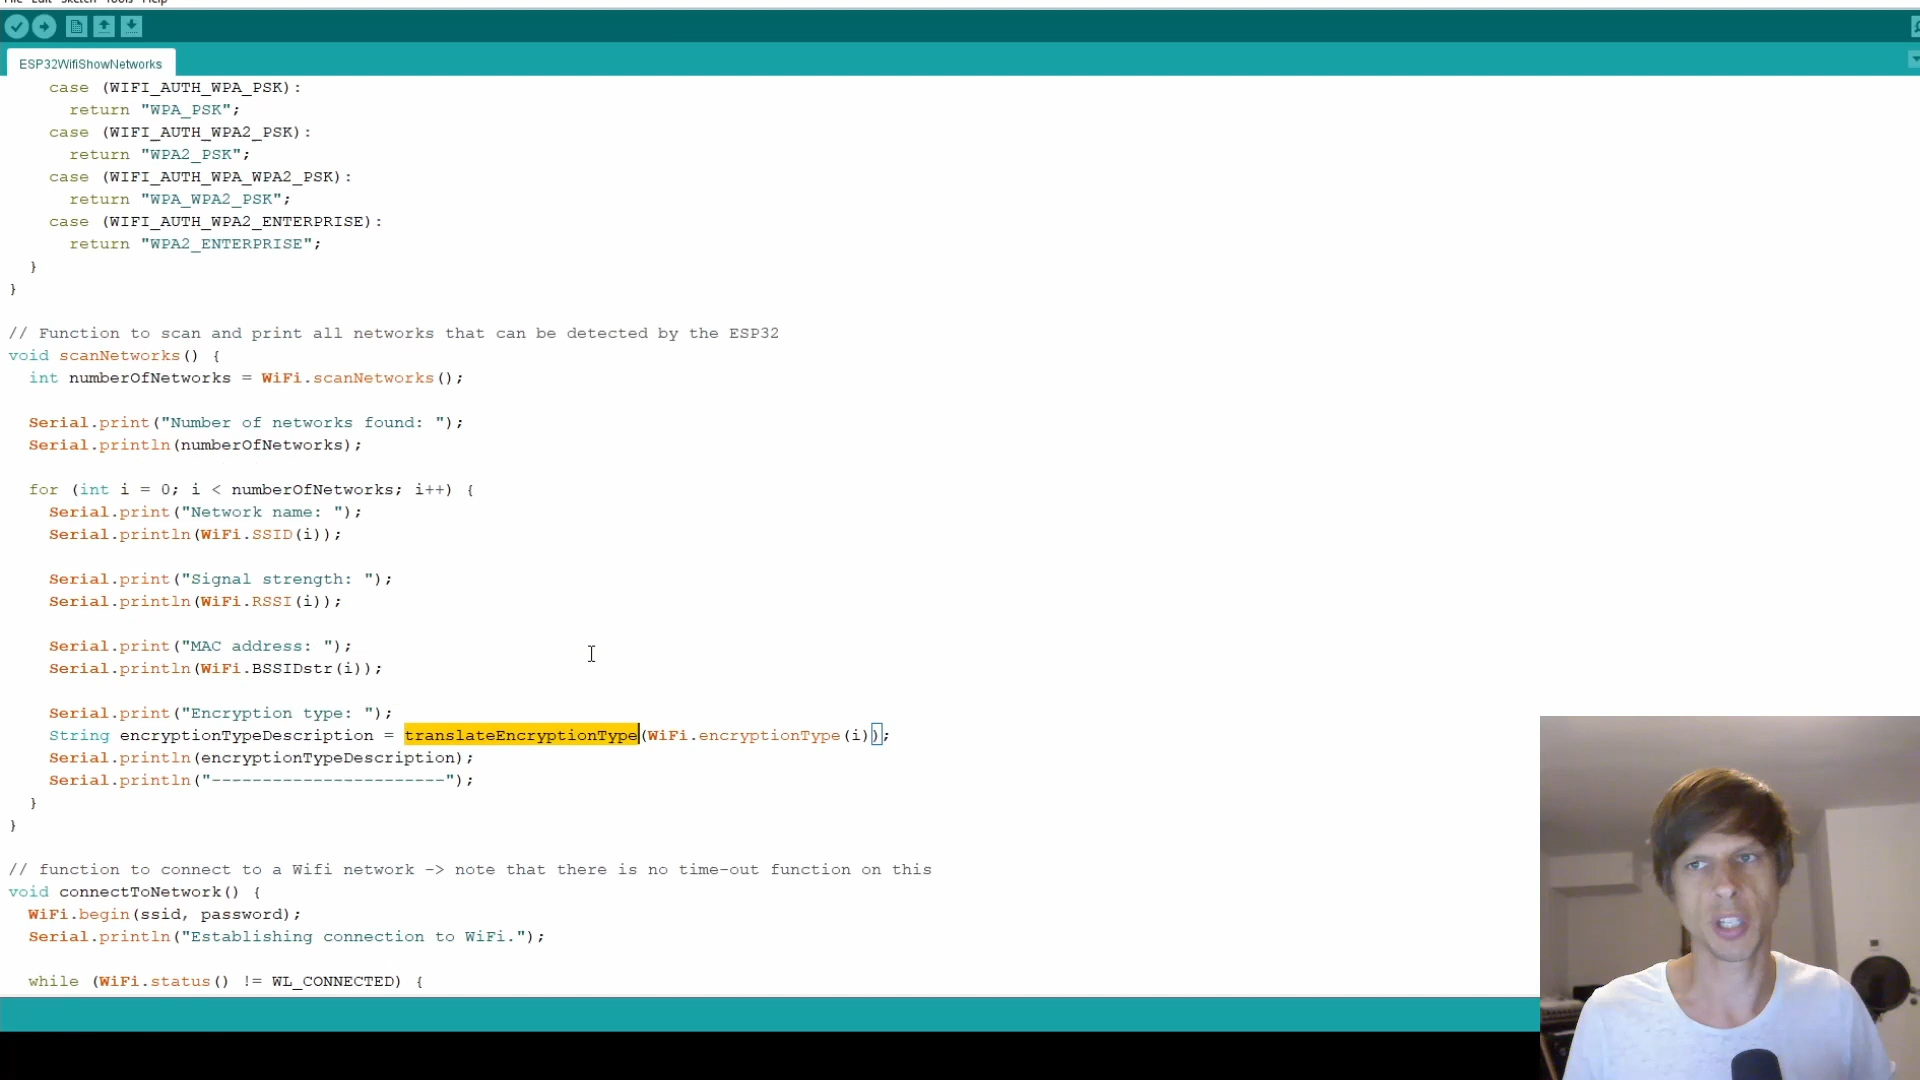 File Edit Sketch Tools Help
ESP32WifiShowNetworks
case (WIFI_AUTH_WPA_PSK):
return "WPA_PSK";
case (WIFI_AUTH_WPA2_PSK):
return "WPA2_PSK";
case (WIFI_AUTH_WPA_WPA2_PSK):
return "WPA_WPA2_PSK";
case (WIFI_AUTH_WPA2_ENTERPRISE):
return "WPA2_ENTERPRISE";
}
}
// Function to scan and print all networks that can be detected by the ESP32
void scanNetworks() {
int numberOfNetworks = WiFi.scanNetworks();
Serial.print("Number of networks found: ");
Serial.println(numberOfNetworks);
for (int i = 0; i < numberOfNetworks; i++) {
Serial.print("Network name: ");
Serial.println(WiFi.SSID(i));
Serial.print("Signal strength: ");
Serial.println(WiFi.RSSI(i));
Serial.print("MAC address: ");
Serial.println(WiFi.BSSIDstr(i));
Serial.print("Encryption type: ");
String encryptionTypeDescription = translateEncryptionType(WiFi.encryptionType(i));
Serial.println(encryptionTypeDescription);
Serial.println("-----------------------");
}
}
// function to connect to a Wifi network -> note that there is no time-out function on this
void connectToNetwork() {
WiFi.begin(ssid, password);
Serial.println("Establishing connection to WiFi.");
while (WiFi.status() != WL_CONNECTED) {